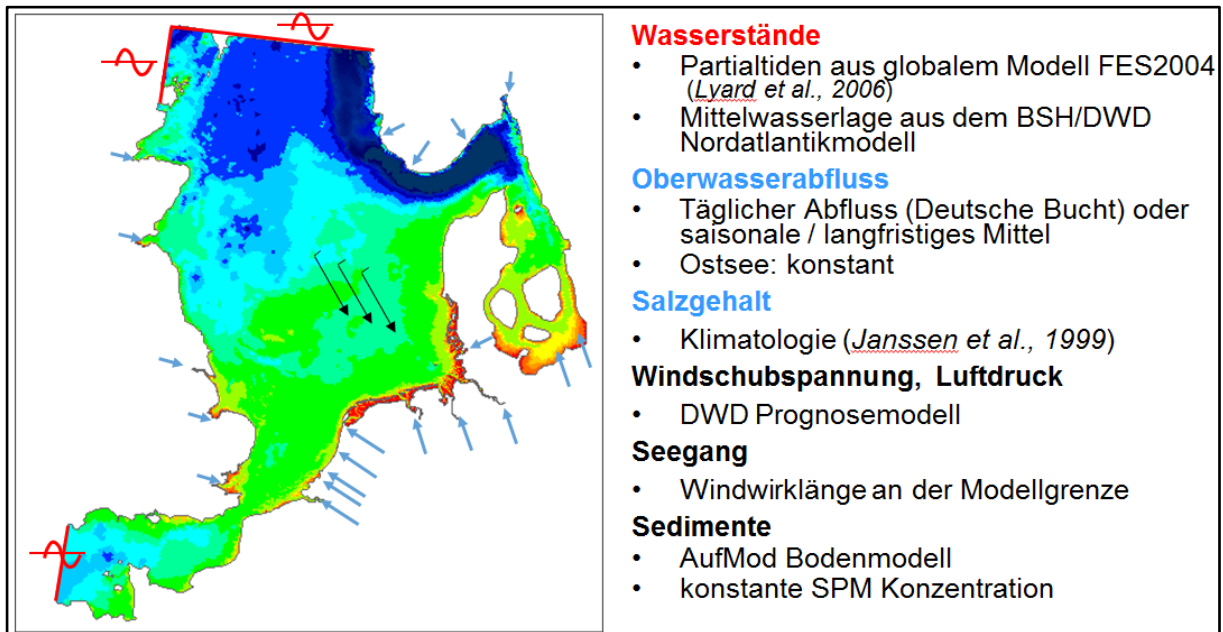 Wasserstände
• Partialtiden aus globalem Modell FES2004
(Lyard et al., 2006)
• Mittelwasserlage aus dem BSH/DWD
Nordatlantikmodell
Oberwasserabfluss
• Täglicher Abfluss (Deutsche Bucht) oder
saisonale / langfristiges Mittel
• Ostsee: konstant
Salzgehalt
• Klimatologie (Janssen et al., 1999)
Windschubspannung, Luftdruck
• DWD Prognosemodell
Seegang
• Windwirklänge an der Modellgrenze
Sedimente
• AufMod Bodenmodell
• konstante SPM Konzentration